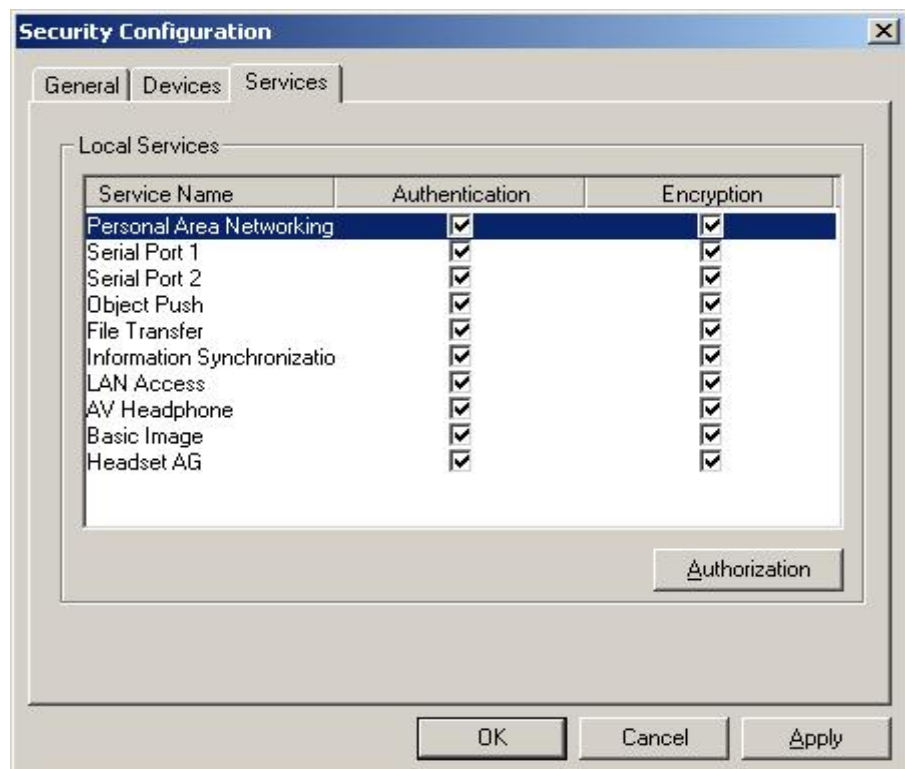 Security Configuration
General Devices Services
Local Services
Service Name Authentication Encryption
Personal Area Networking
Serial Port 1
Serial Port 2
Object Push
File Transfer
Information Synchronizatio
LAN Access
AV Headphone
Basic Image
Headset AG
Authorization
OK Cancel Apply